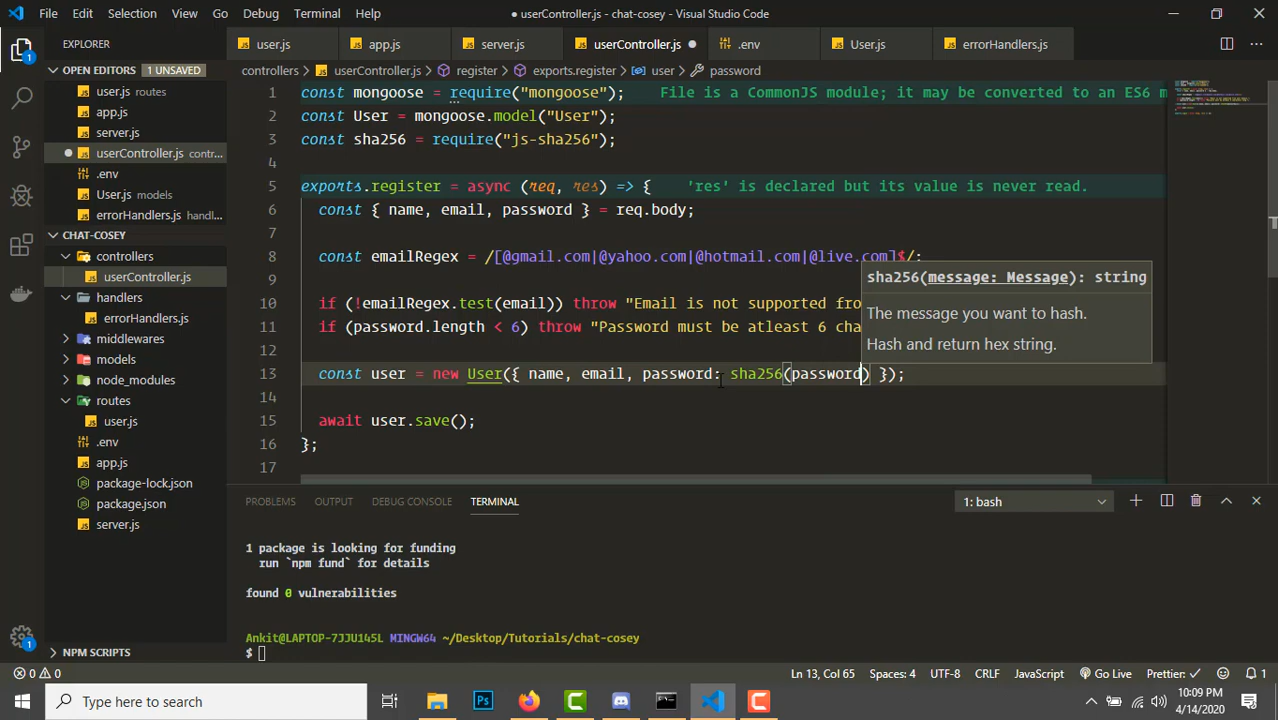 File Edit Selection View Go Debug Terminal Help ● userController.js - chat-cosey - Visual Studio Code
EXPLORER user.js app.js server.js userController.js .env User.js errorHandlers.js
OPEN EDITORS 1 UNSAVED
controllers > userController.js > register > exports.register > user > password
user.js routes
app.js
server.js
userController.js contr...
.env
User.js models
errorHandlers.js handl...
CHAT-COSEY
controllers
userController.js
handlers
errorHandlers.js
middlewares
models
node_modules
routes
user.js
.env
app.js
package-lock.json
package.json
server.js
NPM SCRIPTS
1 const mongoose = require("mongoose"); File is a CommonJS module; it may be converted to an ES6 m
2 const User = mongoose.model("User");
3 const sha256 = require("js-sha256");
4
5 exports.register = async (req, res) => { 'res' is declared but its value is never read.
6 const { name, email, password } = req.body;
7
8 const emailRegex = /[@gmail.com|@yahoo.com|@hotmail.com|@live.com]$/;
9
10 if (!emailRegex.test(email)) throw "Email is not supported fro
11 if (password.length < 6) throw "Password must be atleast 6 cha
12
13 const user = new User({ name, email, password: sha256(password) });
14
15 await user.save();
16 };
17
sha256(message: Message): string
The message you want to hash.
Hash and return hex string.
PROBLEMS OUTPUT DEBUG CONSOLE TERMINAL 1: bash
1 package is looking for funding
run `npm fund` for details
found 0 vulnerabilities
Ankit@LAPTOP-7JJU145L MINGW64 ~/Desktop/Tutorials/chat-cosey
$
0 0 Ln 13, Col 65 Spaces: 4 UTF-8 CRLF JavaScript Go Live Prettier: ✓ 1
Type here to search
10:09 PM
4/14/2020